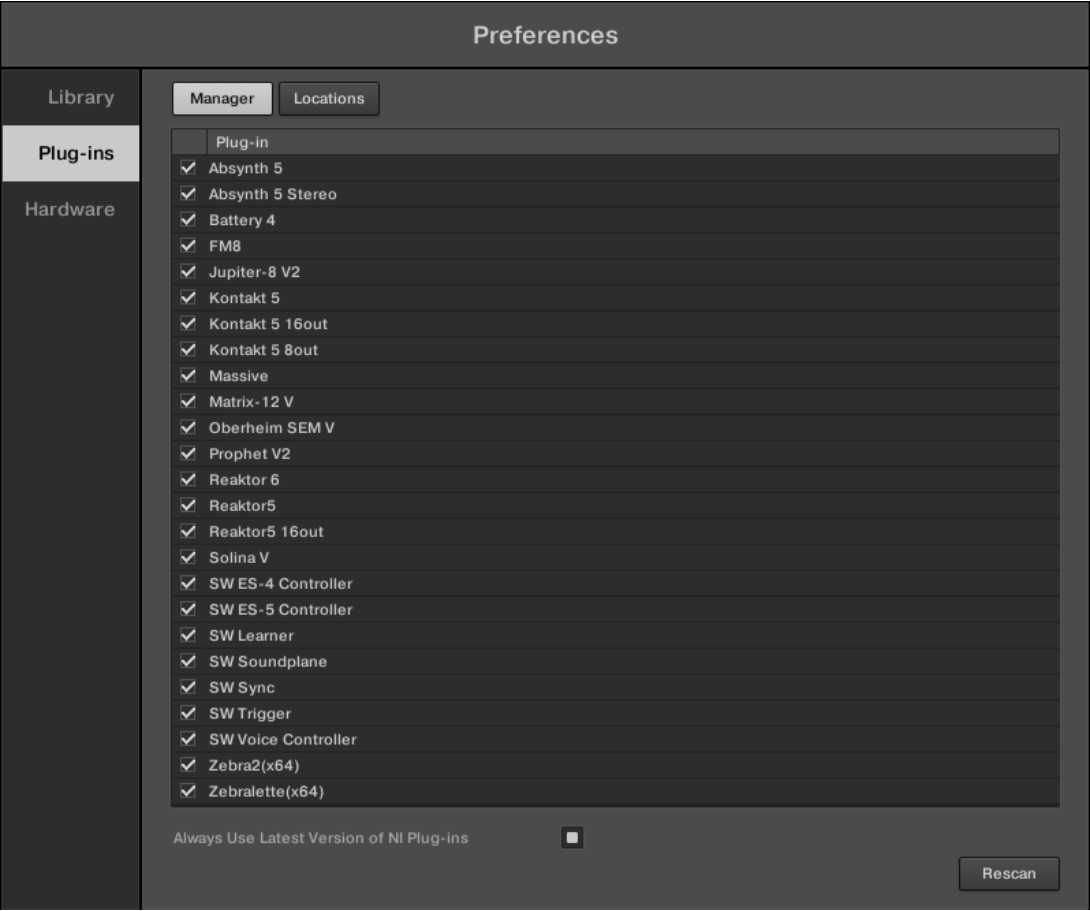 Preferences
Library
Plug-ins
Hardware
Manager
Locations
Plug-in
Absynth 5
Absynth 5 Stereo
Battery 4
FM8
Jupiter-8 V2
Kontakt 5
Kontakt 5 16out
Kontakt 5 8out
Massive
Matrix-12 V
Oberheim SEM V
Prophet V2
Reaktor 6
Reaktor5
Reaktor5 16out
Solina V
SW ES-4 Controller
SW ES-5 Controller
SW Learner
SW Soundplane
SW Sync
SW Trigger
SW Voice Controller
Zebra2(x64)
Zebralette(x64)
Always Use Latest Version of NI Plug-ins
Rescan